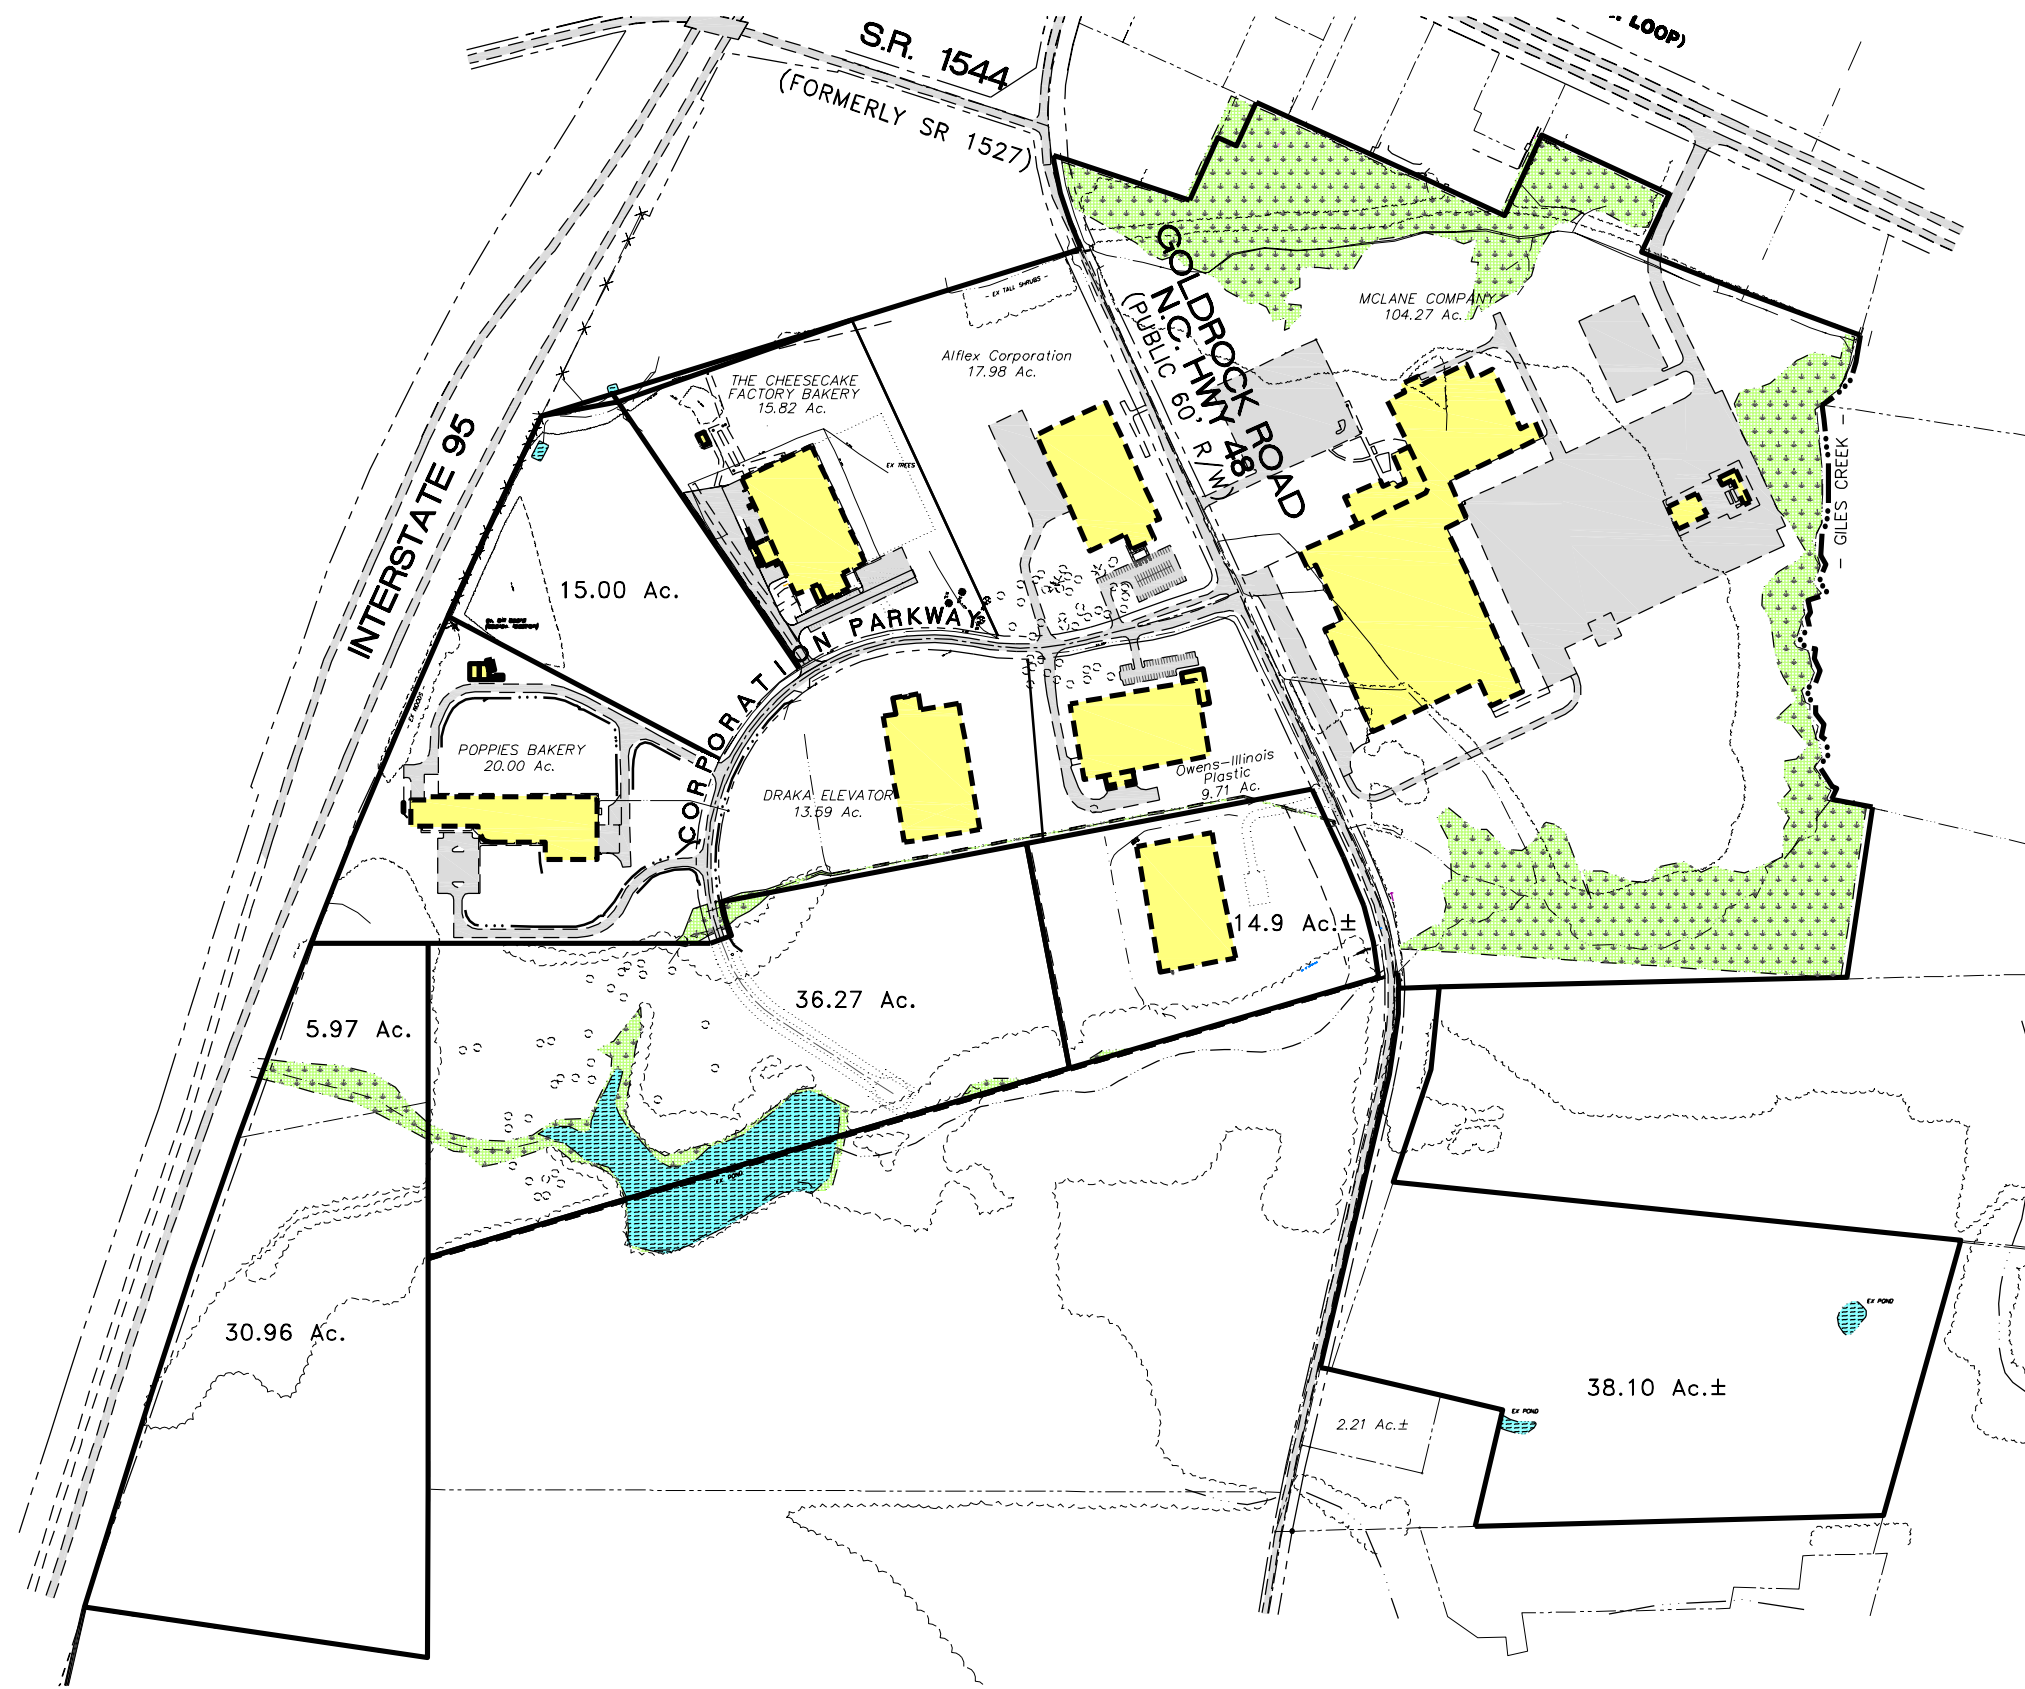 . LOOP)
S.R. 1544
(FORMERLY SR 1527)
GOLDROCK ROAD
N.C. HWY 48
(PUBLIC 60' R/W)
INTERSTATE 95
- EX TALL SHRUBS -
MCLANE COMPANY
104.27 Ac.
Alflex Corporation
17.98 Ac.
THE CHEESECAKE
FACTORY BAKERY
15.82 Ac.
EX TREES
- GILES CREEK -
15.00 Ac.
CORPORATION PARKWAY
EX WOODS
POPPIES BAKERY
20.00 Ac.
DRAKA ELEVATOR
13.59 Ac.
Owens-Illinois
Plastic
9.71 Ac.
14.9 Ac.±
36.27 Ac.
5.97 Ac.
EX POND
30.96 Ac.
EX POND
38.10 Ac.±
EX POND
2.21 Ac.±